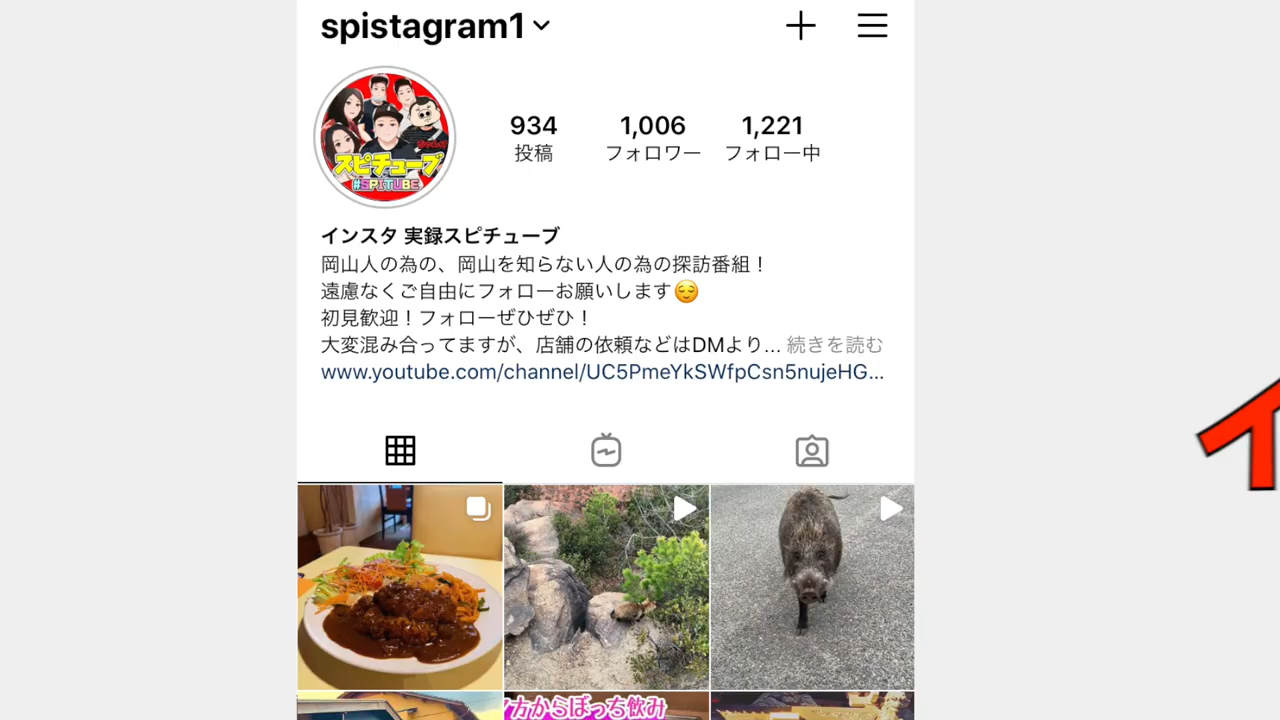 spistagram1
934
投稿
1,006
フォロワー
1,221
フォロー中
スピチューブ
#SPITUBE
インスタ 実録スピチューブ
岡山人の為の、岡山を知らない人の為の探訪番組！
遠慮なくご自由にフォローお願いします😌
初見歓迎！フォローぜひぜひ！
大変混み合ってますが、店舗の依頼などはDMより... 続きを読む
www.youtube.com/channel/UC5PmeYkSWfpCsn5nujeHG...
イ
方からぼっち飲み